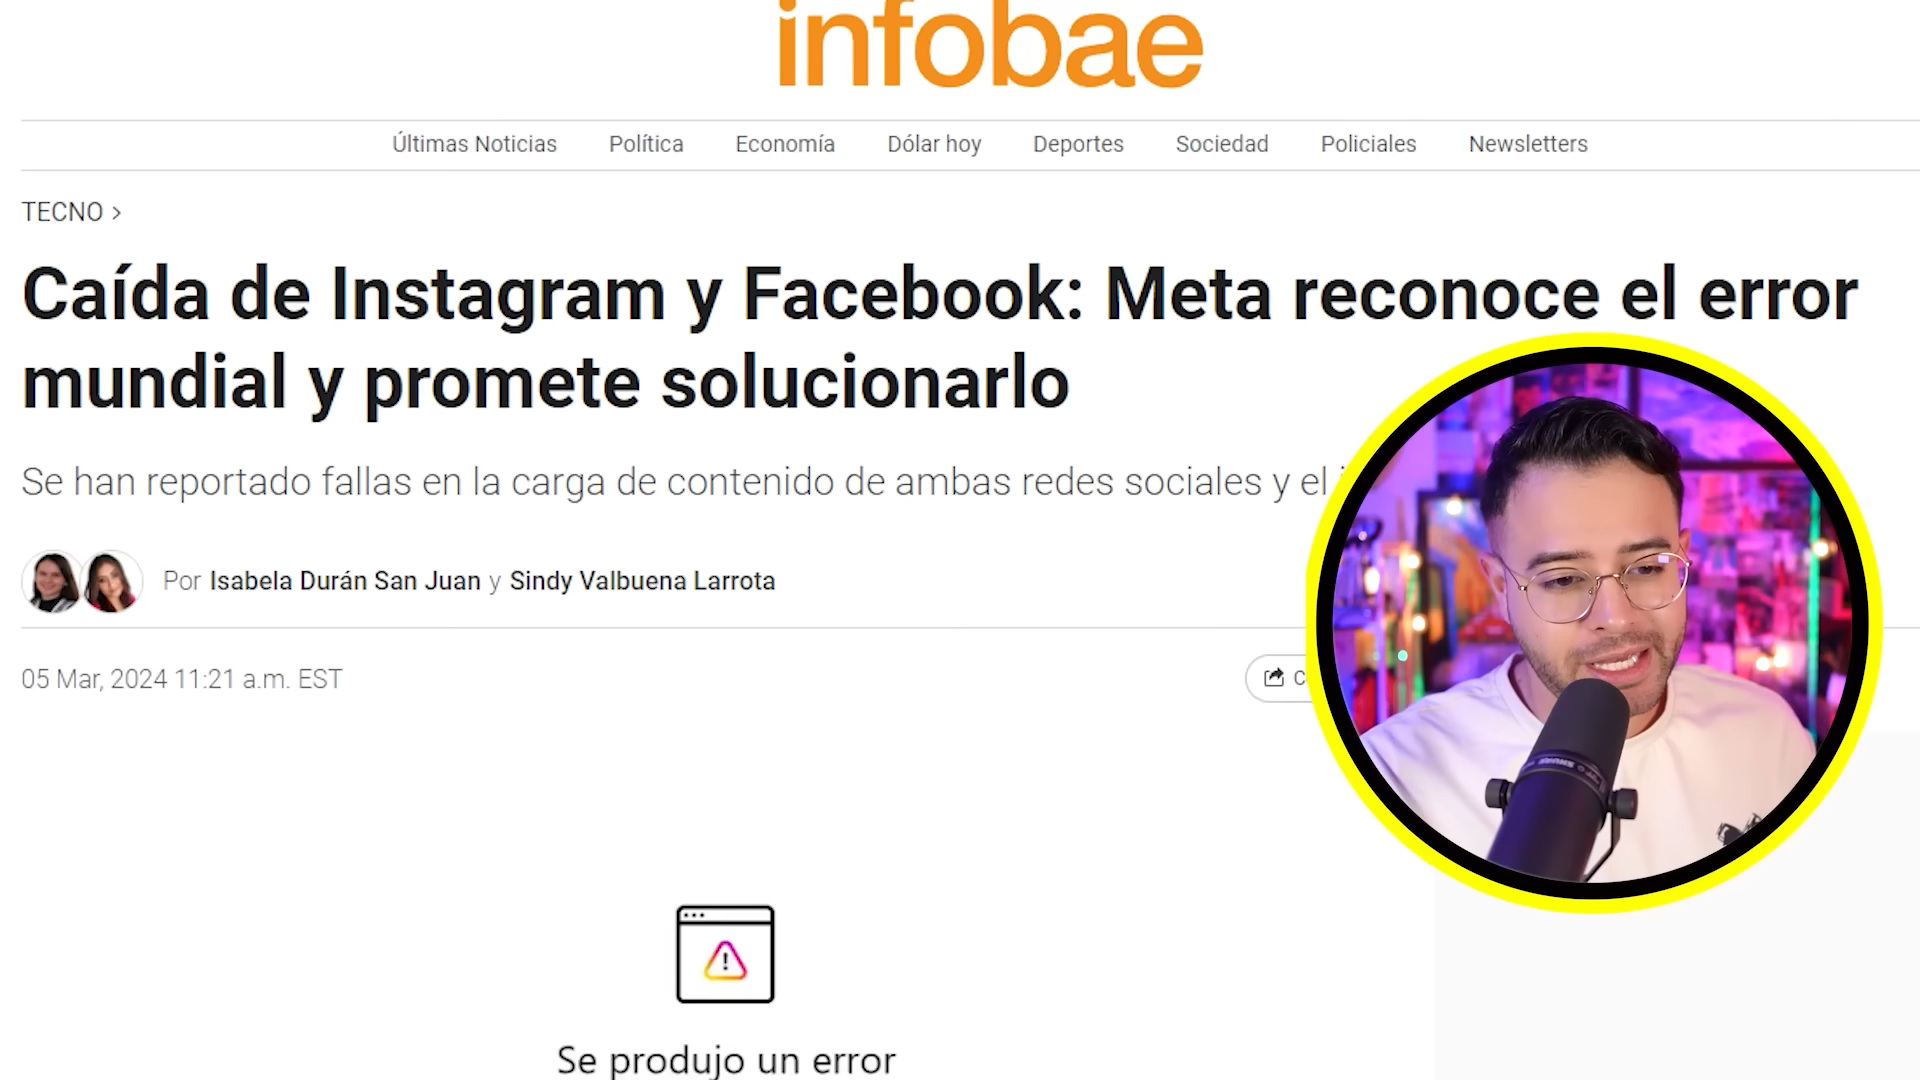 infobae
Últimas Noticias Política Economía Dólar hoy Deportes Sociedad Policiales Newsletters
TECNO >
Caída de Instagram y Facebook: Meta reconoce el error
mundial y promete solucionarlo
Se han reportado fallas en la carga de contenido de ambas redes sociales y el
Por Isabela Durán San Juan y Sindy Valbuena Larrota
05 Mar, 2024 11:21 a.m. EST
SHURE
Se produjo un error